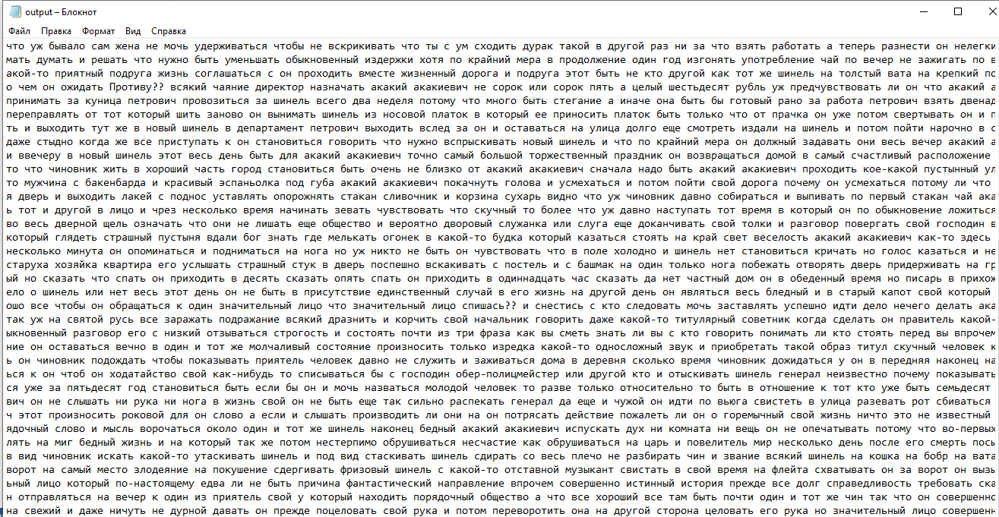 output – Блокнот
Файл Правка Формат Вид Справка
что уж бывало сам жена не мочь удерживаться чтобы не вскрикивать что ты с ум сходить дурак такой в другой раз ни за что взять работать а теперь разнести он нелегки
мать думать и решать что нужно быть уменьшать обыкновенный издержки хотя по крайний мера в продолжение один год изгонять употребление чай по вечер не зажигать по в
акой-то приятный подруга жизнь соглашаться с он проходить вместе жизненный дорога и подруга этот быть не кто другой как тот же шинель на толстый вата на крепкий по
о чем он ожидать Противу?? всякий чаяние директор назначать акакий акакиевич не сорок или сорок пять а целый шестьдесят рубль уж предчувствовать ли он что акакий а
принимать за куница петрович провозиться за шинель всего два неделя потому что много быть стегание а иначе она быть бы готовый рано за работа петрович взять двенад
переправлять от тот который шить заново он вынимать шинель из носовой платок в который ее приносить платок быть только что от прачка он уже потом свертывать он и п
ть и выходить тут же в новый шинель в департамент петрович выходить вслед за он и оставаться на улица долго еще смотреть издали на шинель и потом пойти нарочно в с
даже стыдно когда же все приступать к он становиться говорить что нужно вспрыскивать новый шинель и что по крайний мера он должный задавать они весь вечер акакий а
и ввечеру в новый шинель этот весь день быть для акакий акакиевич точно самый большой торжественный праздник он возвращаться домой в самый счастливый расположение
то что чиновник жить в хороший часть город становиться быть очень не близко от акакий акакиевич сначала надо быть акакий акакиевич проходить кое-какой пустынный ул
то мужчина с бакенбарда и красивый эспаньолка под губа акакий акакиевич покачнуть голова и усмехаться и потом пойти свой дорога почему он усмехаться потому ли что
я дверь и выходить лакей с поднос уставлять опорожнять стакан сливочник и корзина сухарь видно что уж чиновник давно собираться и выпивать по первый стакан чай ака
ь тот и другой в лицо и чрез несколько время начинать зевать чувствовать что скучный то более что уж давно наступать тот время в который он по обыкновение ложиться
во весь дверной щель означать что они не лишать еще общество и вероятно дворовый служанка или слуга еще доканчивать свой толки и разговор повергать свой господин в
который глядеть страшный пустыня вдали бог знать где мелькать огонек в какой-то будка который казаться стоять на край свет веселость акакий акакиевич как-то здесь
несколько минута он опоминаться и подниматься на нога но уж никто не быть он чувствовать что в поле холодно и шинель нет становиться кричать но голос казаться и не
старуха хозяйка квартира его услышать страшный стук в дверь поспешно вскакивать с постель и с башмак на один только нога побежать отворять дверь придерживать на гр
ый но сказать что спать он приходить в десять сказать опять спать он приходить в одиннадцать час сказать да нет частный дом он в обеденный время но писарь в прихож
ело о шинель или нет весь этот день он не быть в присутствие единственный случай в его жизнь на другой день он являться весь бледный и в старый капот свой который
ошо все чтобы он обращаться к один значительный лицо что значительный лицо спишась?? и снестись с кто следовать мочь заставлять успешно идти дело нечего делать ака
так уж на святой русь все заражать подражание всякий дразнить и корчить свой начальник говорить даже какой-то титулярный советник когда сделать он правитель какой-
ыкновенный разговор его с низкий отзываться строгость и состоять почти из три фраза как вы сметь знать ли вы с кто говорить понимать ли кто стоять перед вы впрочем
ние он оставаться вечно в один и тот же молчаливый состояние произносить только изредка какой-то односложный звук и приобретать такой образ титул скучный человек к
ь он чиновник подождать чтобы показывать приятель человек давно не служить и заживаться дома в деревня сколько время чиновник дожидаться у он в передняя наконец на
ься к он чтоб он ходатайство свой как-нибудь то списываться бы с господин обер-полицмейстер или другой кто и отыскивать шинель генерал неизвестно почему показывать
ся уже за пятьдесят год становиться быть если бы он и мочь назваться молодой человек то разве только относительно то быть в отношение к тот кто уже быть семьдесят
вич он не слышать ни рука ни нога в жизнь свой он не быть еще так сильно распекать генерал да еще и чужой он идти по вьюга свистеть в улица разевать рот сбиваться
ч этот произносить роковой для он слово а если и слышать производить ли они на он потрясать действие пожалеть ли он о горемычный свой жизнь ничто это не известный
ядочный слово и мысль ворочаться около один и тот же шинель наконец бедный акакий акакиевич испускать дух ни комната ни вещь он не опечатывать потому что во-первых
лять на миг бедный жизнь и на который так же потом нестерпимо обрушиваться несчастие как обрушиваться на царь и повелитель мир несколько день после его смерть посы
в вид чиновник искать какой-то утаскивать шинель и под вид стаскивать шинель сдирать со весь плечо не разбирать чин и звание всякий шинель на кошка на бобр на вата
ворот на самый место злодеяние на покушение сдергивать фризовый шинель с какой-то отставной музыкант свистать в свой время на флейта схватывать он за ворот он вызы
ьный лицо который по-настоящему едва ли не быть причина фантастический направление впрочем совершенно истинный история прежде все долг справедливость требовать ска
н отправляться на вечер к один из приятель свой у который находить порядочный общество а что все хороший все там быть почти один и тот же чин так что он совершенно
на свежий и даже ничуть не дурной давать он прежде поцеловать свой рука и потом переворотить она на другой сторона целовать его рука но значительный лицо совершенн